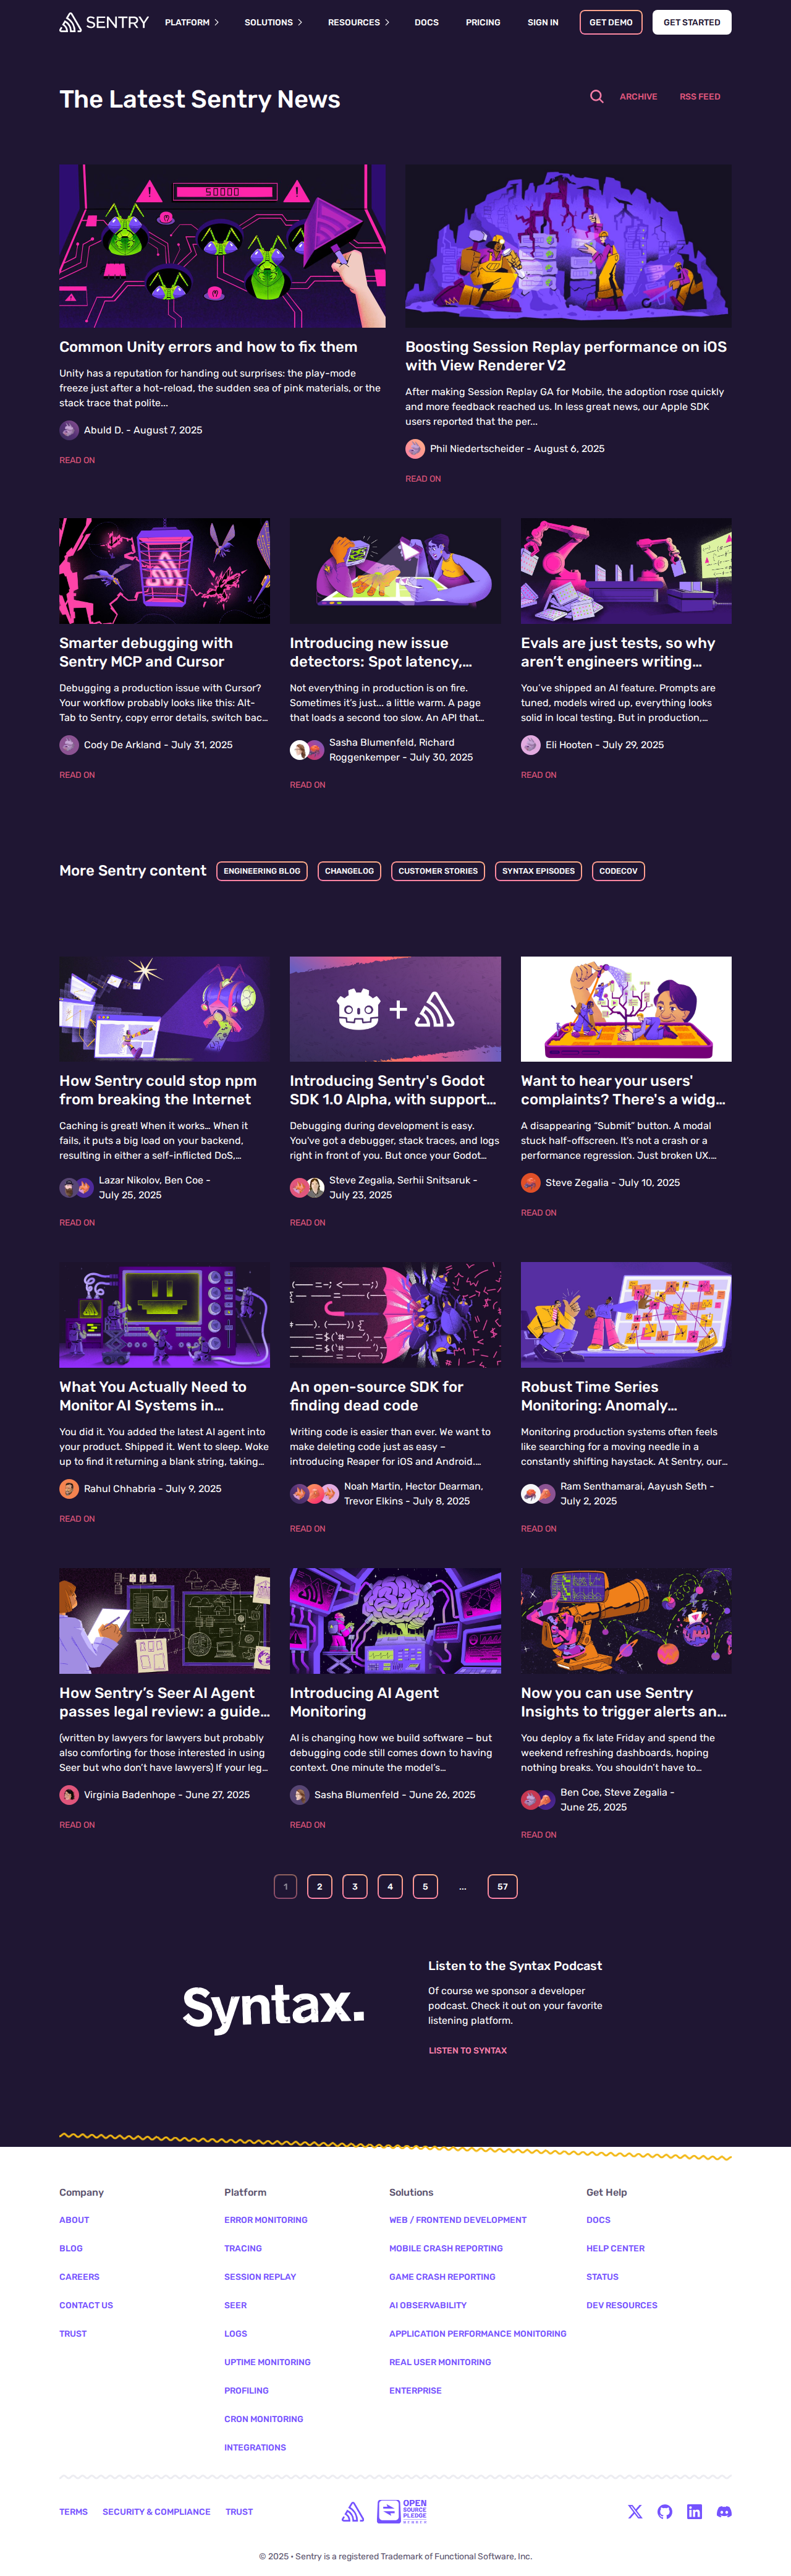 SENTRY
PLATFORM
SOLUTIONS
RESOURCES
DOCS
PRICING
SIGN IN
GET DEMO
GET STARTED
The Latest Sentry News
ARCHIVE
RSS FEED
50000
Common Unity errors and how to fix them
Unity has a reputation for handing out surprises: the play-mode
freeze just after a hot-reload, the sudden sea of pink materials, or the
stack trace that polite...
Abuld D. - August 7, 2025
READ ON
Boosting Session Replay performance on iOS
with View Renderer V2
After making Session Replay GA for Mobile, the adoption rose quickly
and more feedback reached us. In less great news, our Apple SDK
users reported that the per...
Phil Niedertscheider - August 6, 2025
READ ON
Smarter debugging with
Sentry MCP and Cursor
Debugging a production issue with Cursor?
Your workflow probably looks like this: Alt-
Tab to Sentry, copy error details, switch bac...
Cody De Arkland - July 31, 2025
READ ON
Introducing new issue
detectors: Spot latency,...
Not everything in production is on fire.
Sometimes it’s just... a little warm. A page
that loads a second too slow. An API that...
Sasha Blumenfeld, Richard
Roggenkemper - July 30, 2025
READ ON
Evals are just tests, so why
aren’t engineers writing...
You’ve shipped an AI feature. Prompts are
tuned, models wired up, everything looks
solid in local testing. But in production,...
Eli Hooten - July 29, 2025
READ ON
More Sentry content
ENGINEERING BLOG
CHANGELOG
CUSTOMER STORIES
SYNTAX EPISODES
CODECOV
How Sentry could stop npm
from breaking the Internet
Caching is great! When it works... When it
fails, it puts a big load on your backend,
resulting in either a self-inflicted DoS,...
Lazar Nikolov, Ben Coe -
July 25, 2025
READ ON
Introducing Sentry's Godot
SDK 1.0 Alpha, with support...
Debugging during development is easy.
You've got a debugger, stack traces, and logs
right in front of you. But once your Godot...
Steve Zegalia, Serhii Snitsaruk -
July 23, 2025
READ ON
Want to hear your users'
complaints? There's a widg...
A disappearing “Submit” button. A modal
stuck half-offscreen. It's not a crash or a
performance regression. Just broken UX....
Steve Zegalia - July 10, 2025
READ ON
What You Actually Need to
Monitor AI Systems in...
You did it. You added the latest AI agent into
your product. Shipped it. Went to sleep. Woke
up to find it returning a blank string, taking...
Rahul Chhabria - July 9, 2025
READ ON
An open-source SDK for
finding dead code
Writing code is easier than ever. We want to
make deleting code just as easy –
introducing Reaper for iOS and Android....
Noah Martin, Hector Dearman,
Trevor Elkins - July 8, 2025
READ ON
Robust Time Series
Monitoring: Anomaly...
Monitoring production systems often feels
like searching for a moving needle in a
constantly shifting haystack. At Sentry, our...
Ram Senthamarai, Aayush Seth -
July 2, 2025
READ ON
How Sentry’s Seer AI Agent
passes legal review: a guide...
(written by lawyers for lawyers but probably
also comforting for those interested in using
Seer but who don’t have lawyers) If your leg...
Virginia Badenhope - June 27, 2025
READ ON
Introducing AI Agent
Monitoring
AI is changing how we build software — but
debugging code still comes down to having
context. One minute the model’s...
Sasha Blumenfeld - June 26, 2025
READ ON
Now you can use Sentry
Insights to trigger alerts an...
You deploy a fix late Friday and spend the
weekend refreshing dashboards, hoping
nothing breaks. You shouldn’t have to...
Ben Coe, Steve Zegalia -
June 25, 2025
READ ON
1
2
3
4
5
...
57
Syntax.
Listen to the Syntax Podcast
Of course we sponsor a developer
podcast. Check it out on your favorite
listening platform.
LISTEN TO SYNTAX
Company
ABOUT
BLOG
CAREERS
CONTACT US
TRUST
Platform
ERROR MONITORING
TRACING
SESSION REPLAY
SEER
LOGS
UPTIME MONITORING
PROFILING
CRON MONITORING
INTEGRATIONS
Solutions
WEB / FRONTEND DEVELOPMENT
MOBILE CRASH REPORTING
GAME CRASH REPORTING
AI OBSERVABILITY
APPLICATION PERFORMANCE MONITORING
REAL USER MONITORING
ENTERPRISE
Get Help
DOCS
HELP CENTER
STATUS
DEV RESOURCES
TERMS
SECURITY & COMPLIANCE
TRUST
OPEN
SOURCE
PLEDGE
MEMBER
© 2025 • Sentry is a registered Trademark of Functional Software, Inc.